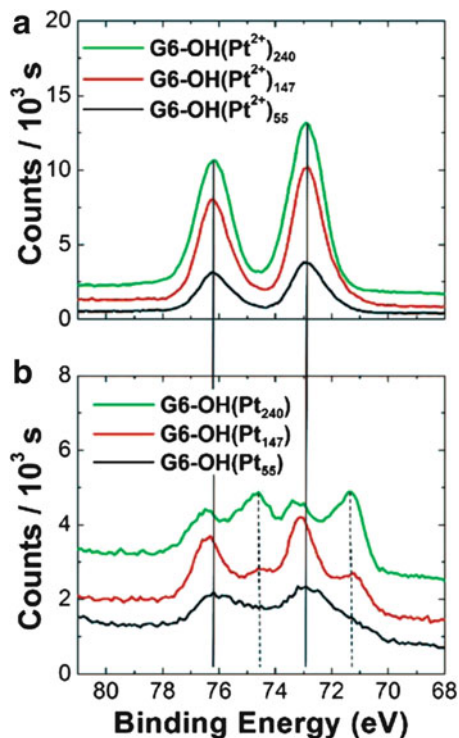 a
20
G6-OH(Pt²⁺)₂₄₀
G6-OH(Pt²⁺)₁₄₇
G6-OH(Pt²⁺)₅₅
15
10
5
0
Counts / 10³ s
b
8
G6-OH(Pt₂₄₀)
G6-OH(Pt₁₄₇)
G6-OH(Pt₅₅)
6
4
2
0
Counts / 10³ s
80 78 76 74 72 70 68
Binding Energy (eV)